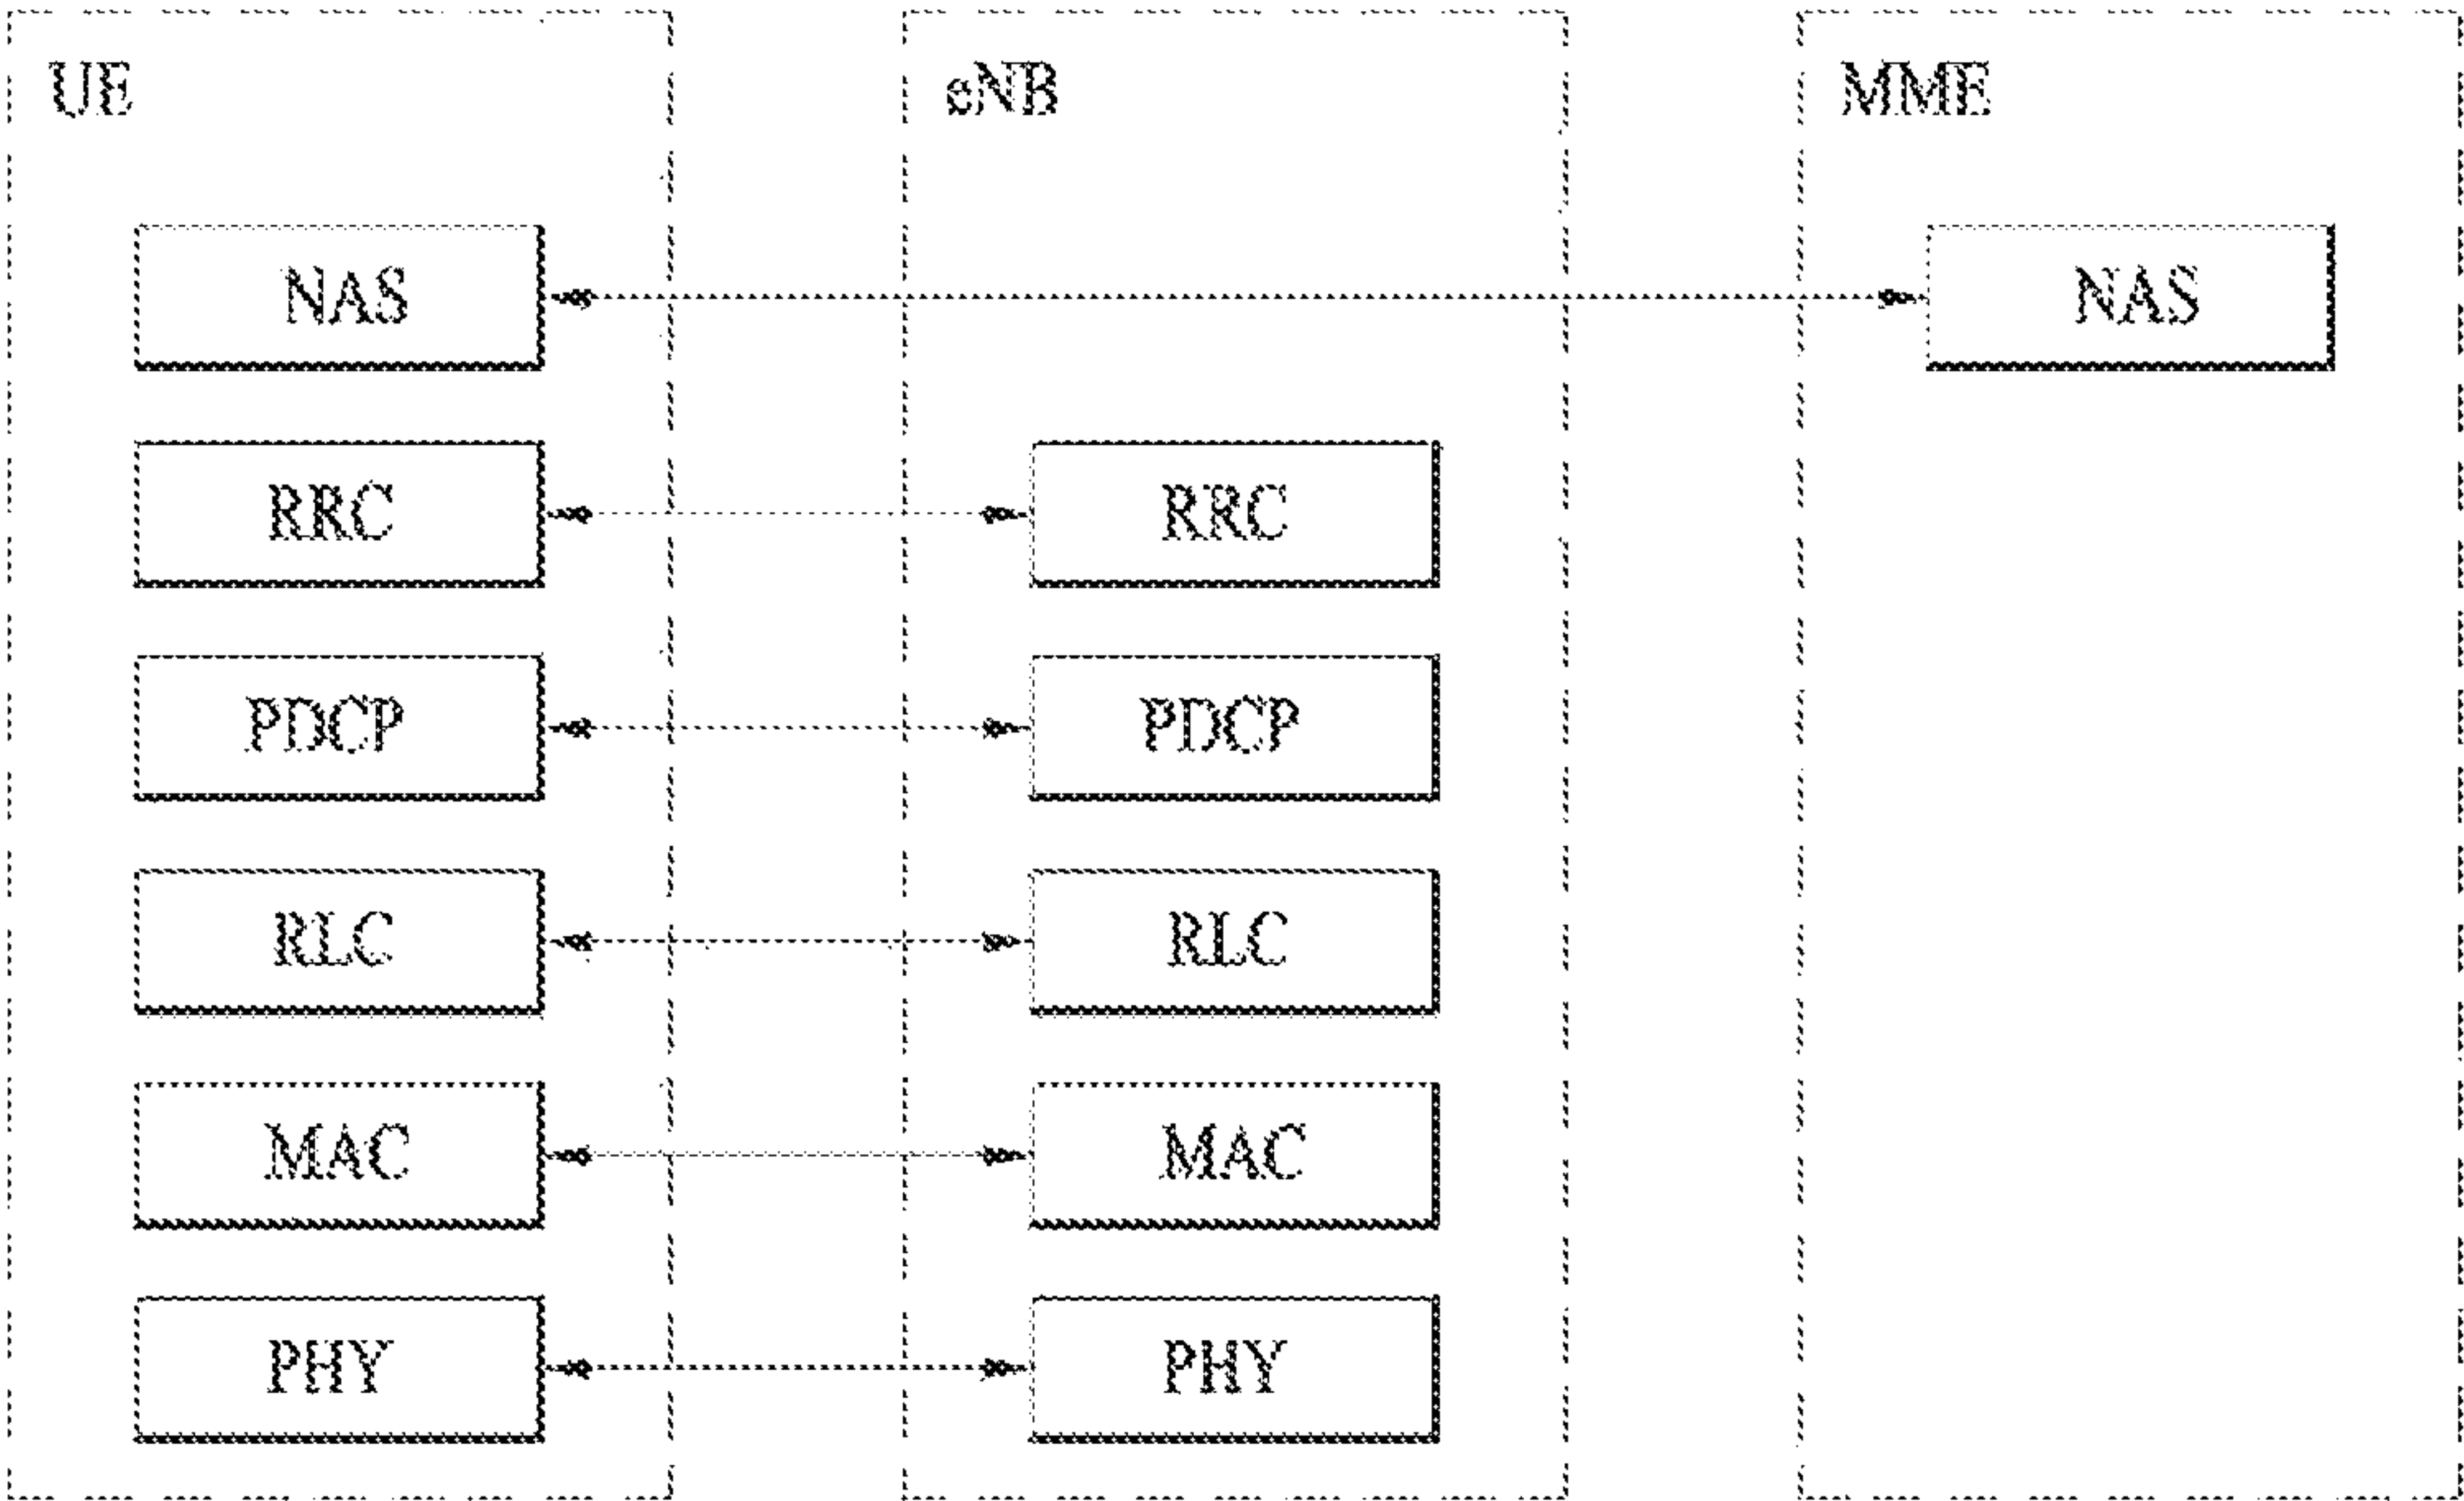 UE eNB MME
NAS NAS
RRC RRC
PDCP PDCP
RLC RLC
MAC MAC
PHY PHY